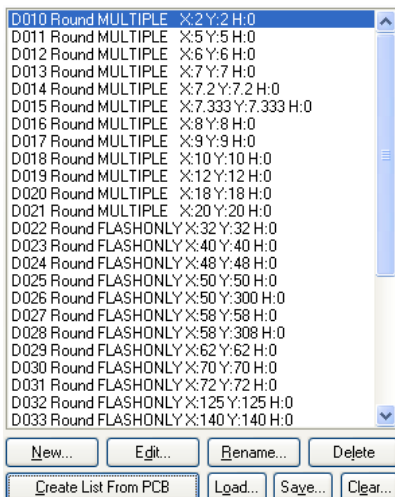 D010 Round MULTIPLE X:2 Y:2 H:0
D011 Round MULTIPLE X:5 Y:5 H:0
D012 Round MULTIPLE X:6 Y:6 H:0
D013 Round MULTIPLE X:7 Y:7 H:0
D014 Round MULTIPLE X:7.2 Y:7.2 H:0
D015 Round MULTIPLE X:7.333 Y:7.333 H:0
D016 Round MULTIPLE X:8 Y:8 H:0
D017 Round MULTIPLE X:9 Y:9 H:0
D018 Round MULTIPLE X:10 Y:10 H:0
D019 Round MULTIPLE X:12 Y:12 H:0
D020 Round MULTIPLE X:18 Y:18 H:0
D021 Round MULTIPLE X:20 Y:20 H:0
D022 Round FLASHONLY X:32 Y:32 H:0
D023 Round FLASHONLY X:40 Y:40 H:0
D024 Round FLASHONLY X:48 Y:48 H:0
D025 Round FLASHONLY X:50 Y:50 H:0
D026 Round FLASHONLY X:50 Y:300 H:0
D027 Round FLASHONLY X:58 Y:58 H:0
D028 Round FLASHONLY X:58 Y:308 H:0
D029 Round FLASHONLY X:62 Y:62 H:0
D030 Round FLASHONLY X:70 Y:70 H:0
D031 Round FLASHONLY X:72 Y:72 H:0
D032 Round FLASHONLY X:125 Y:125 H:0
D033 Round FLASHONLY X:140 Y:140 H:0
New... Edit... Rename... Delete
Create List From PCB Load... Save... Clear...